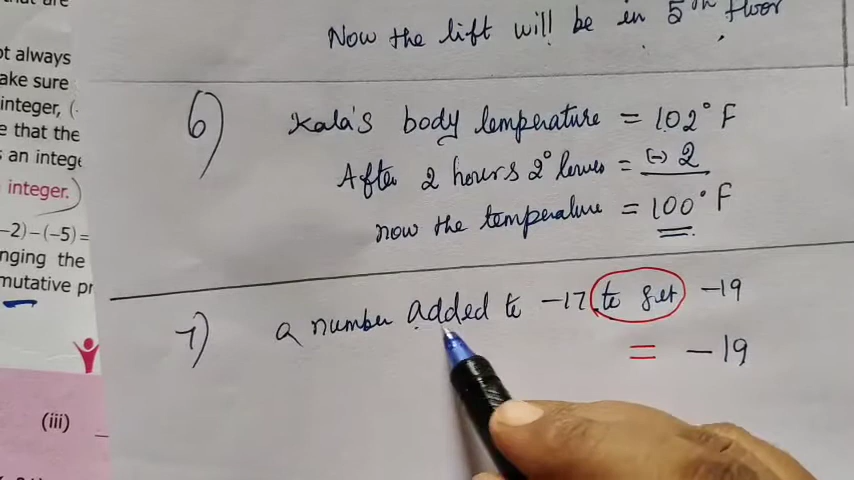 ot always
ake sure
integer, (
e that the
s an intege
integer.
−2)−(−5)=
nging the
mutative pr
(iii)
Now the lift will be in 5th floor
6) Kala's body temperature = 102° F
After 2 hours 2° lowers = (-) 2
now the temperature = 100° F
7) a number added to −17 to get −19
= −19